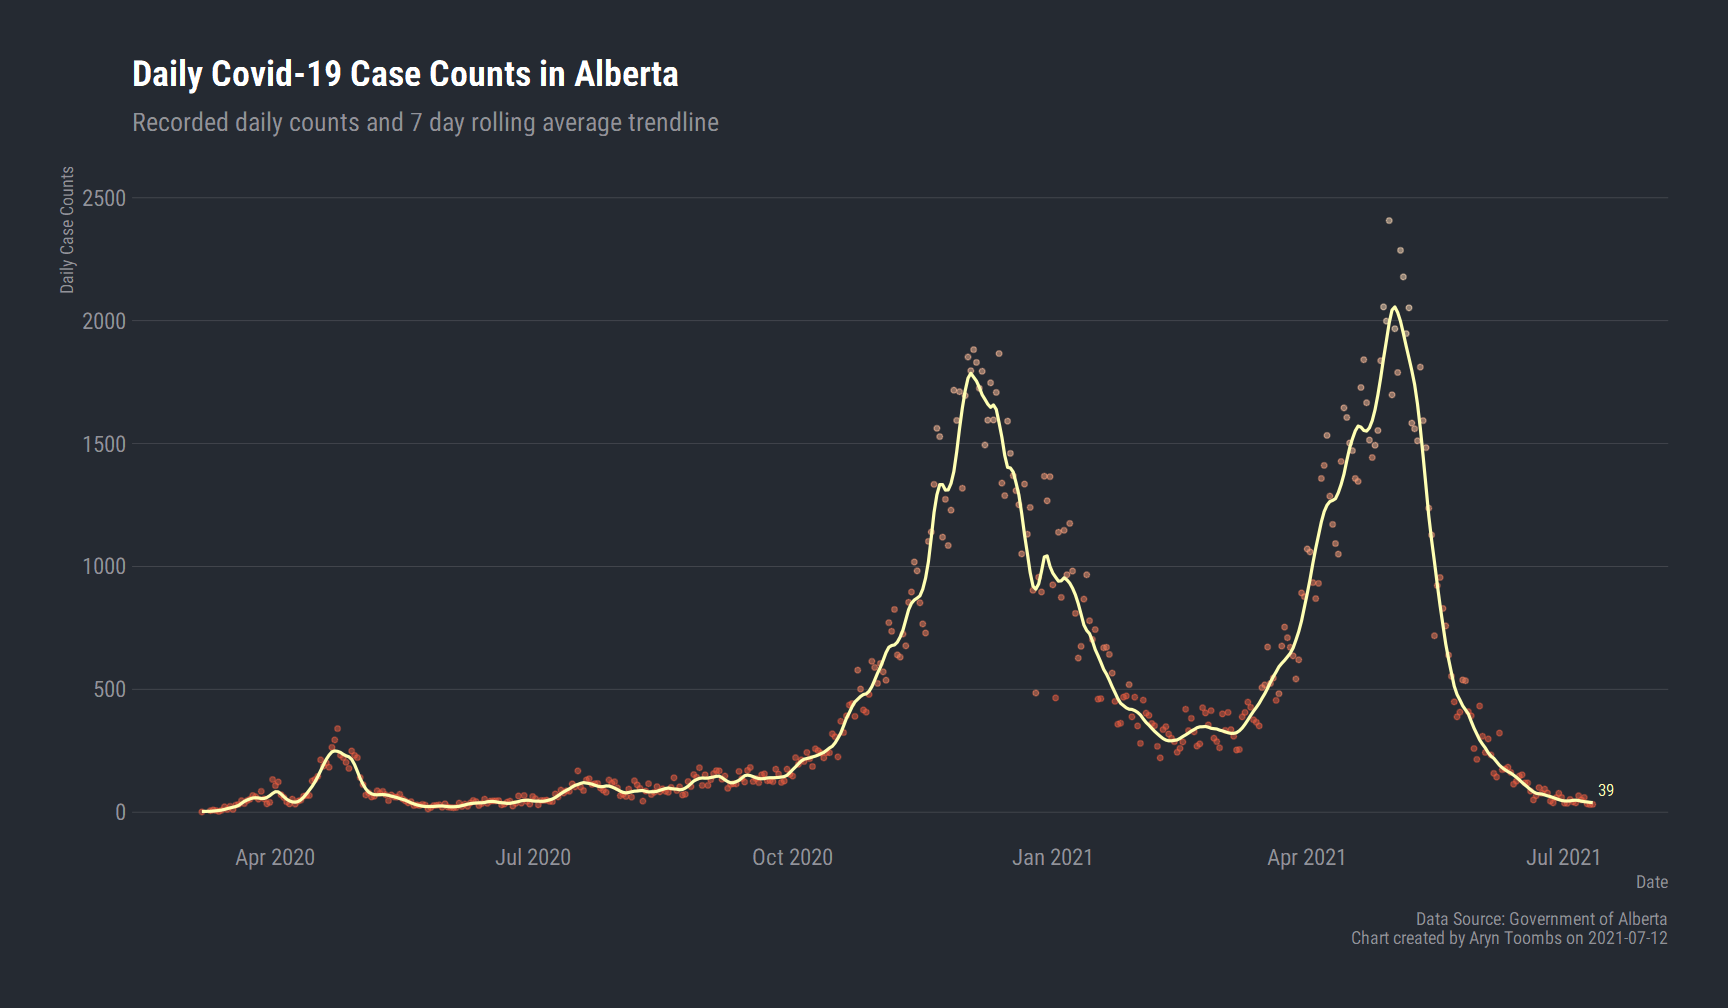 Daily Covid-19 Case Counts in Alberta
Recorded daily counts and 7 day rolling average trendline
Daily Case Counts
2500
2000
1500
1000
500
0
39
Apr 2020
Jul 2020
Oct 2020
Jan 2021
Apr 2021
Jul 2021
Date
Data Source: Government of Alberta
Chart created by Aryn Toombs on 2021-07-12